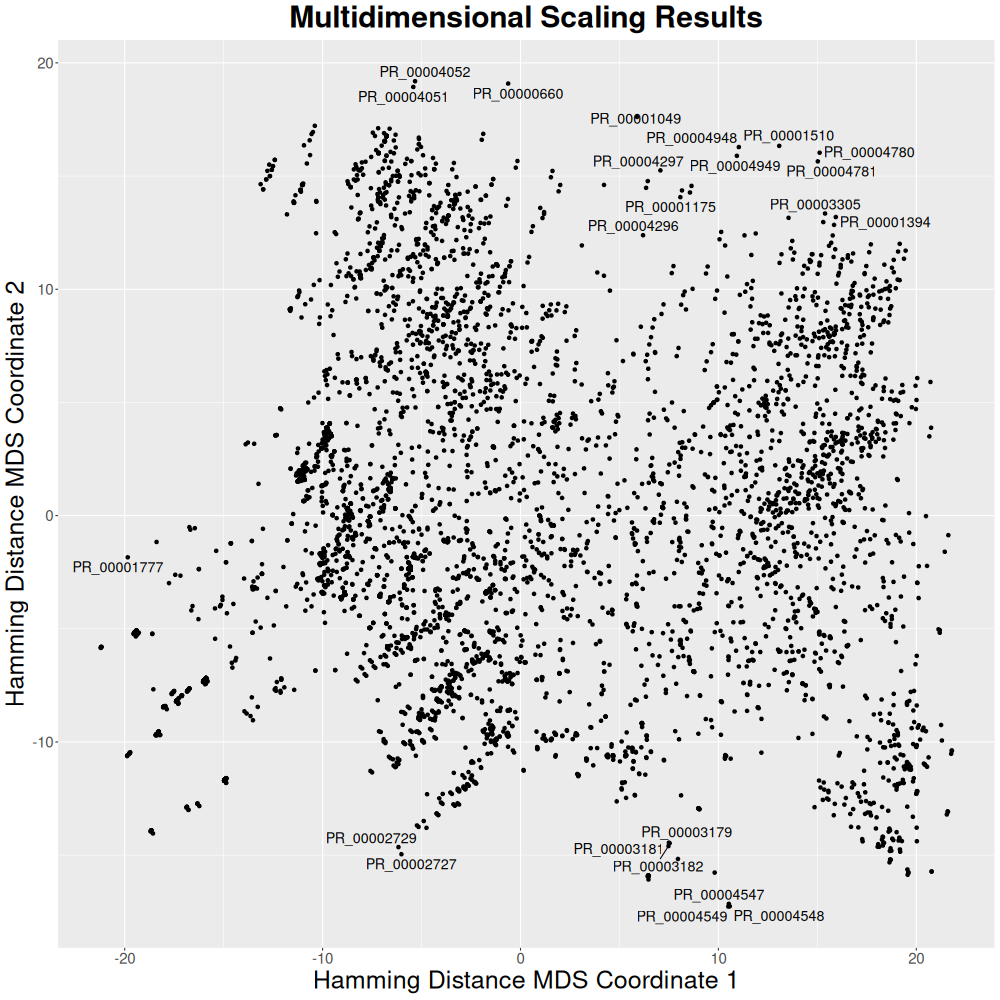 Multidimensional Scaling Results
Hamming Distance MDS Coordinate 2
20
10
0
-10
PR_00004052
PR_00004051
PR_00000660
PR_00001049
PR_00004948
PR_00001510
PR_00004780
PR_00004297
PR_00004949
PR_00004781
PR_00001175
PR_00003305
PR_00004296
PR_00001394
PR_00001777
PR_00002729
PR_00002727
PR_00003179
PR_00003181
PR_00003182
PR_00004547
PR_00004549
PR_00004548
-20
-10
0
10
20
Hamming Distance MDS Coordinate 1